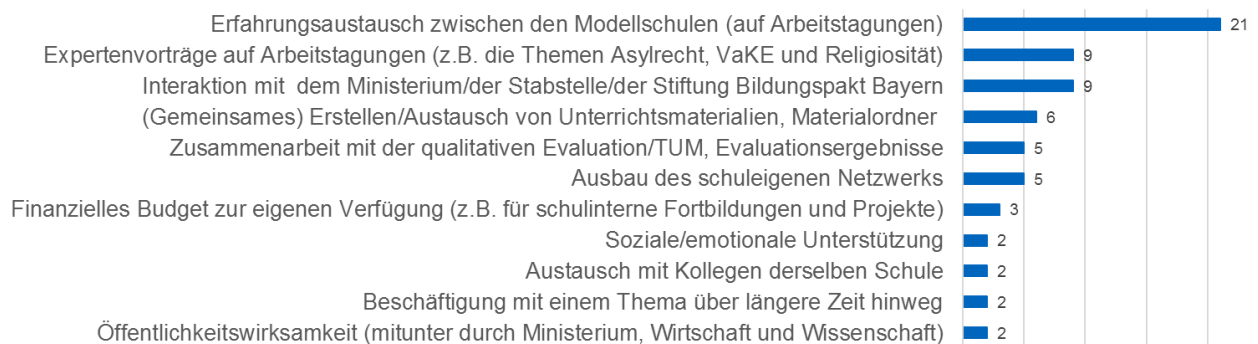 Erfahrungsaustausch zwischen den Modellschulen (auf Arbeitstagungen) 21
Expertenvorträge auf Arbeitstagungen (z.B. die Themen Asylrecht, VaKE und Religiosität) 9
Interaktion mit dem Ministerium/der Stabstelle/der Stiftung Bildungspakt Bayern 9
(Gemeinsames) Erstellen/Austausch von Unterrichtsmaterialien, Materialordner 6
Zusammenarbeit mit der qualitativen Evaluation/TUM, Evaluationsergebnisse 5
Ausbau des schuleigenen Netzwerks 5
Finanzielles Budget zur eigenen Verfügung (z.B. für schulinterne Fortbildungen und Projekte) 3
Soziale/emotionale Unterstützung 2
Austausch mit Kollegen derselben Schule 2
Beschäftigung mit einem Thema über längere Zeit hinweg 2
Öffentlichkeitswirksamkeit (mitunter durch Ministerium, Wirtschaft und Wissenschaft) 2